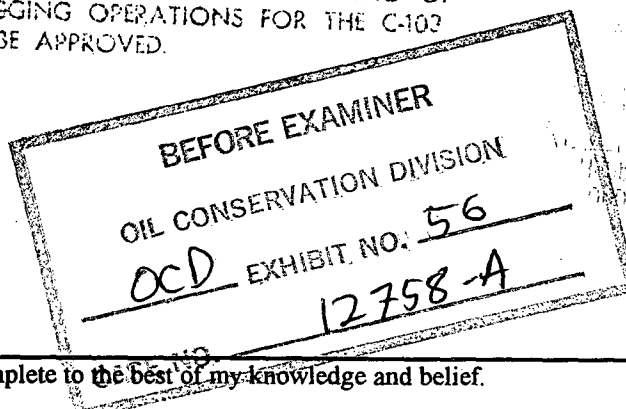 GGING OPERATIONS FOR THE C-103
BE APPROVED.
BEFORE EXAMINER
OIL CONSERVATION DIVISION
OCD EXHIBIT NO. 56
12758-A
mplete to the best of my knowledge and belief.